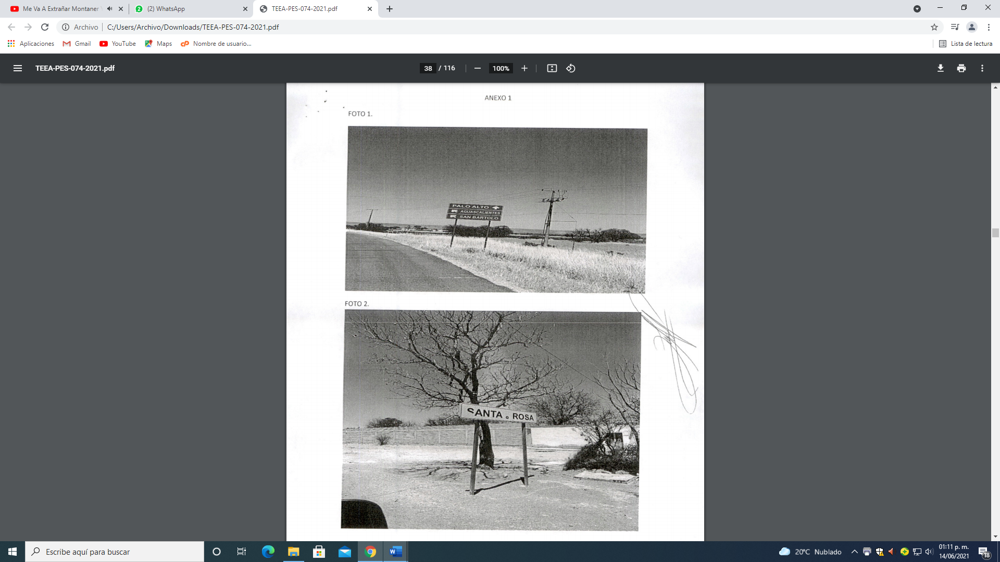 Me Va A Extrañar Montaner
(2) WhatsApp
TEEA-PES-074-2021.pdf
Archivo
C:/Users/Archivo/Downloads/TEEA-PES-074-2021.pdf
Aplicaciones
Gmail
YouTube
Maps
Nombre de usuario...
Lista de lectura
TEEA-PES-074-2021.pdf
38 / 116
100%
ANEXO 1
FOTO 1.
PALO ALTO
AGUASCALIENTES
SAN BARTOLO
FOTO 2.
SANTA ROSA
Escribe aquí para buscar
20°C Nublado
01:11 p. m.
14/06/2021
18